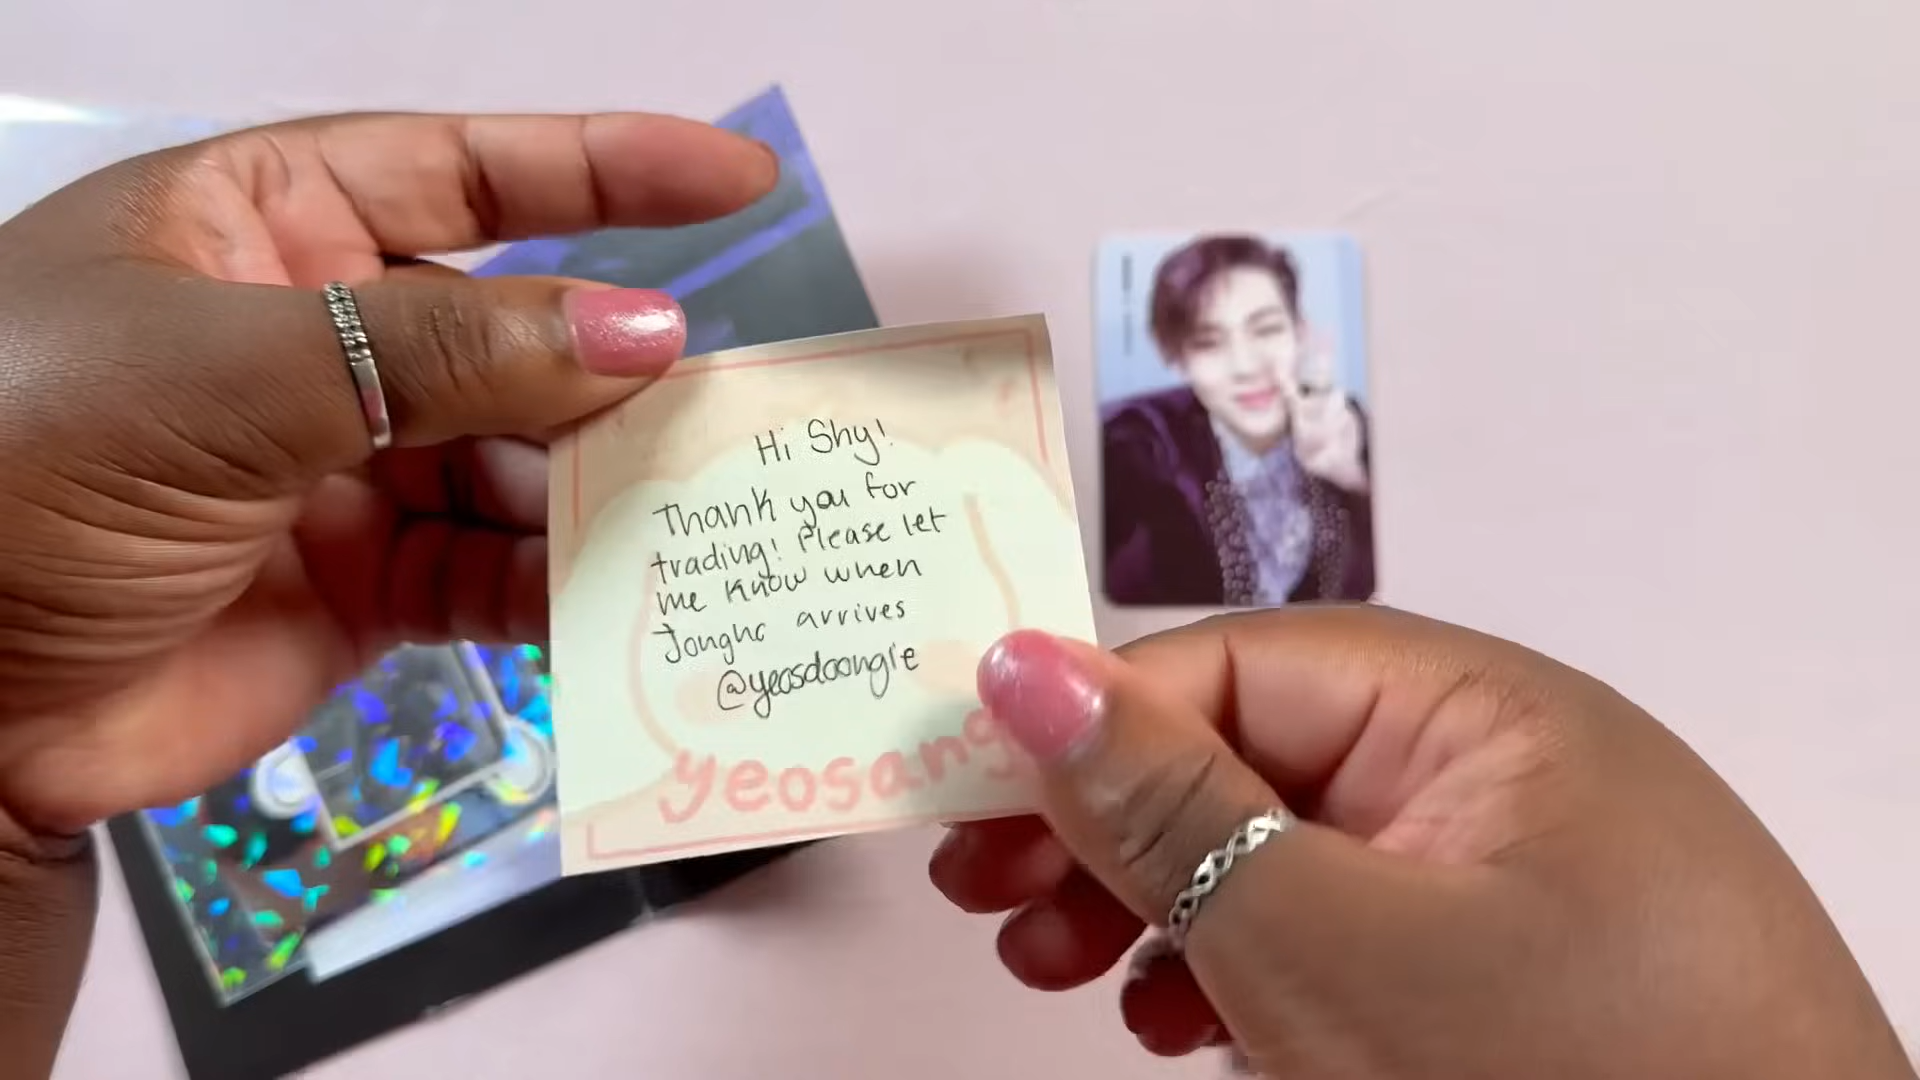 Hi Shy!
Thank you for
trading! Please let
me know when
Jongho arrives
@yeosdoongie
yeosang